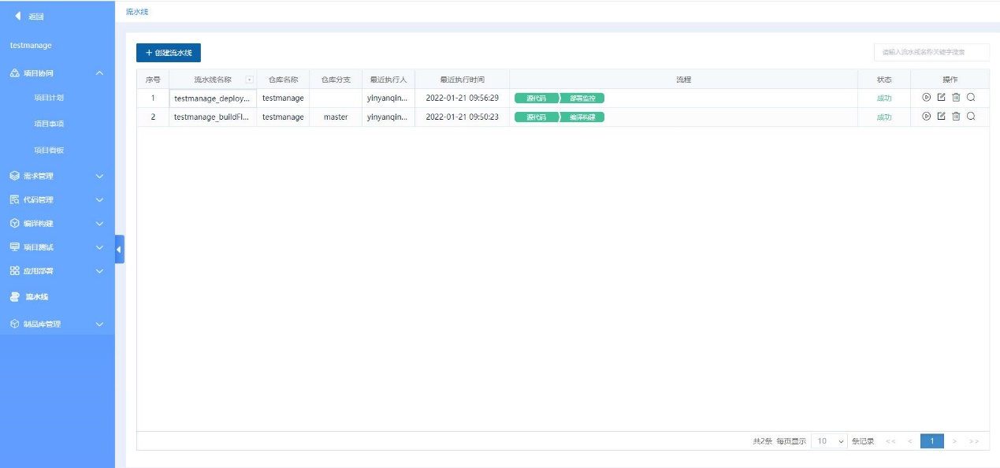 返回
流水线
testmanage
+ 创建流水线
请输入流水线名称关键字搜索
项目协同
项目计划
项目事项
项目看板
需求管理
代码管理
编译构建
项目测试
应用部署
流水线
制品库管理
序号 流水线名称 仓库名称 仓库分支 最近执行人 最近执行时间 流程 状态 操作
1 testmanage_deploy... testmanage yinyanqin... 2022-01-21 09:56:29 源代码 部署监控 成功
2 testmanage_buildFl... testmanage master yinyanqin... 2022-01-21 09:50:23 源代码 编译构建 成功
共2条 每页显示 10 条记录 << < 1 > >>